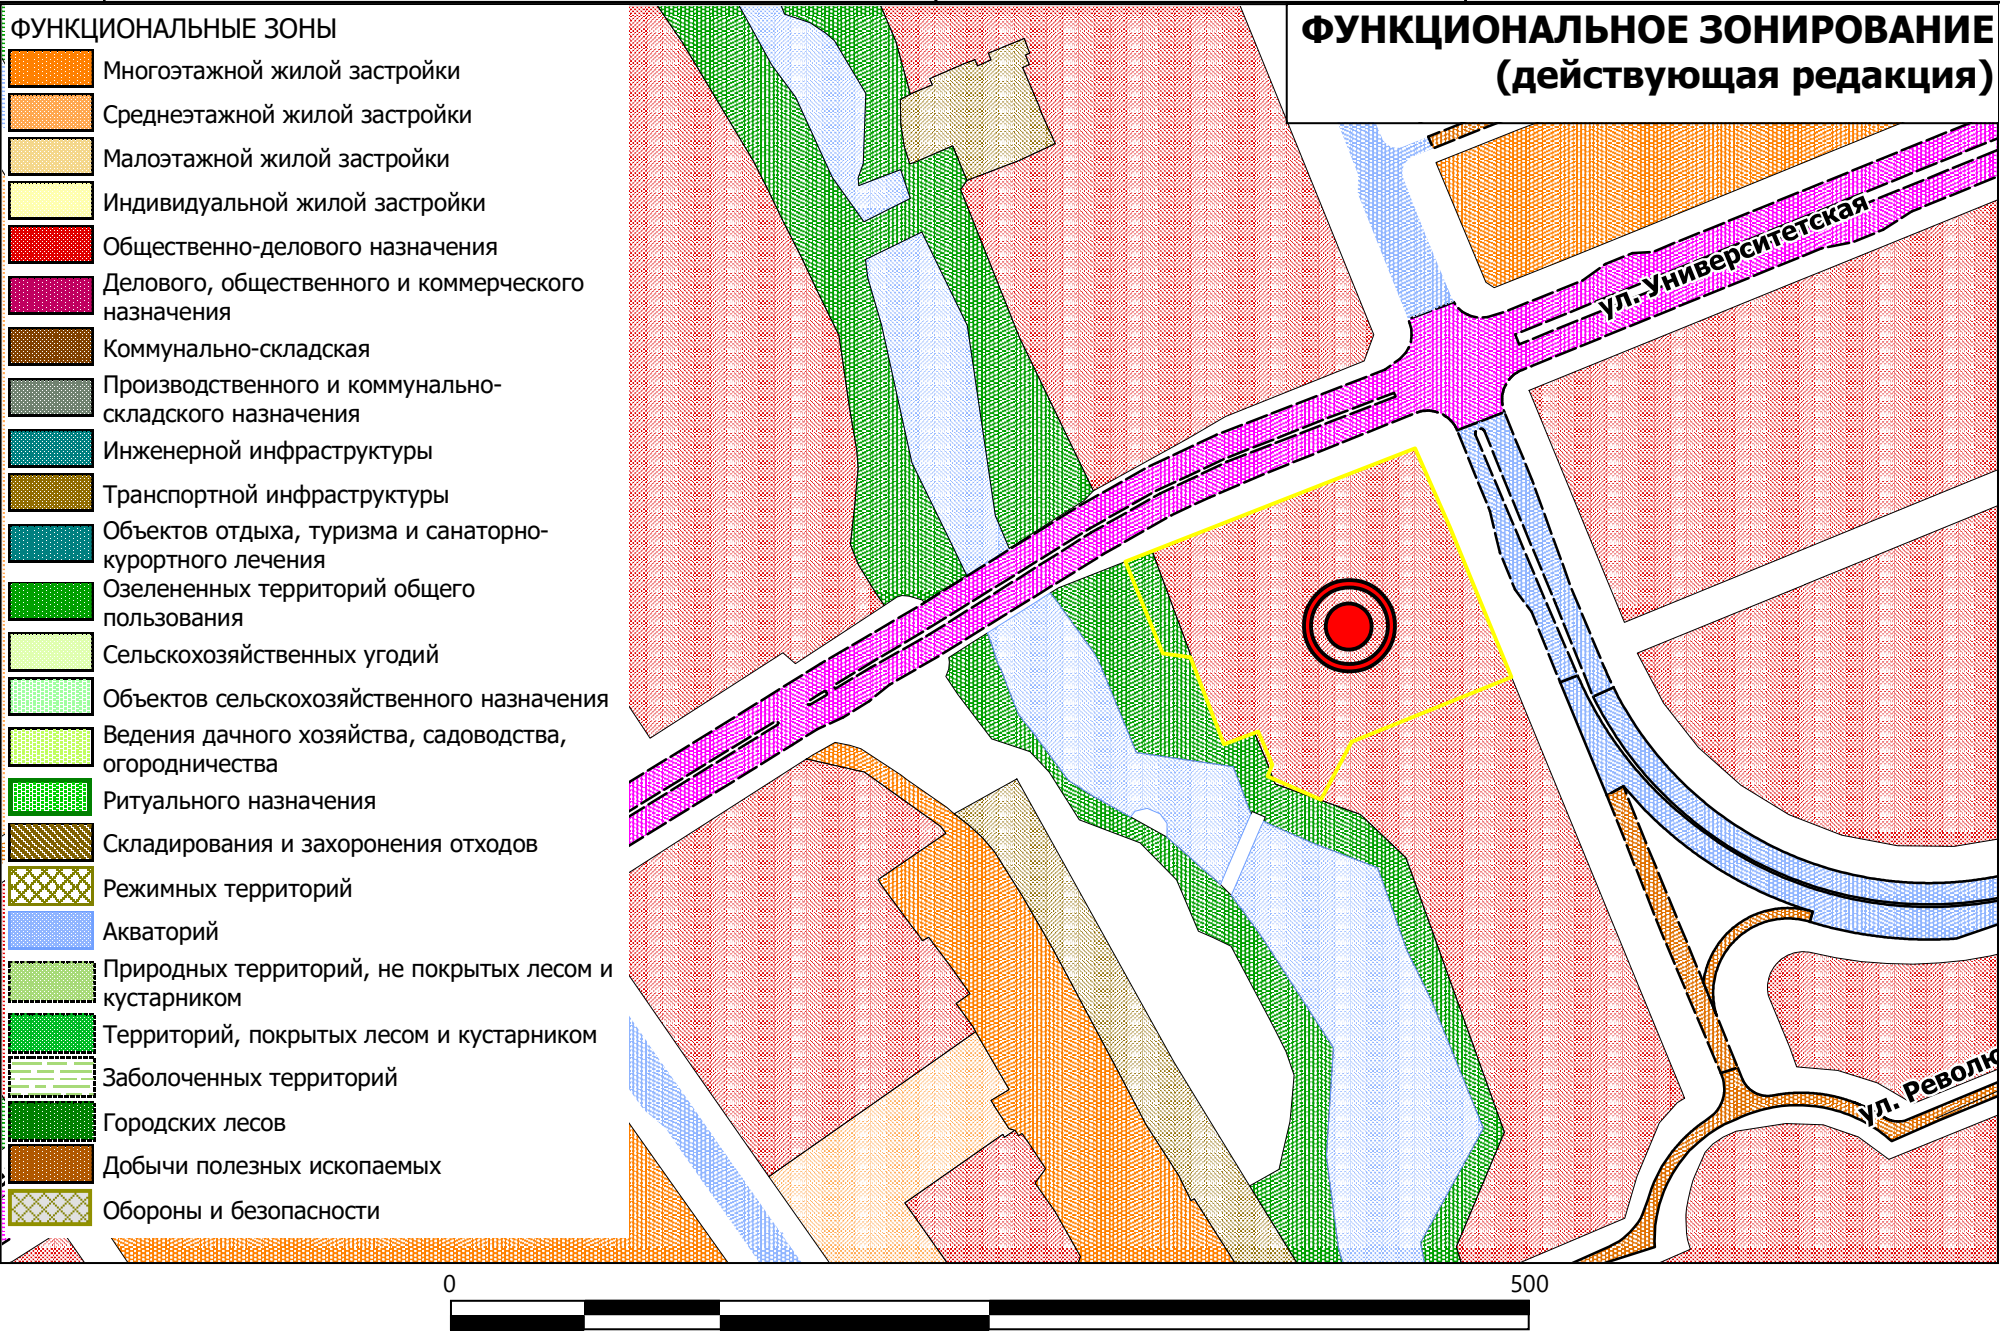 ФУНКЦИОНАЛЬНЫЕ ЗОНЫ
Многоэтажной жилой застройки
Среднеэтажной жилой застройки
Малоэтажной жилой застройки
Индивидуальной жилой застройки
Общественно-делового назначения
Делового, общественного и коммерческого
назначения
Коммунально-складская
Производственного и коммунально-
складского назначения
Инженерной инфраструктуры
Транспортной инфраструктуры
Объектов отдыха, туризма и санаторно-
курортного лечения
Озелененных территорий общего
пользования
Сельскохозяйственных угодий
Объектов сельскохозяйственного назначения
Ведения дачного хозяйства, садоводства,
огородничества
Ритуального назначения
Складирования и захоронения отходов
Режимных территорий
Акваторий
Природных территорий, не покрытых лесом и
кустарником
Территорий, покрытых лесом и кустарником
Заболоченных территорий
Городских лесов
Добычи полезных ископаемых
Обороны и безопасности
ФУНКЦИОНАЛЬНОЕ ЗОНИРОВАНИЕ
(действующая редакция)
ул. Университетская
ул. Револю
0
500